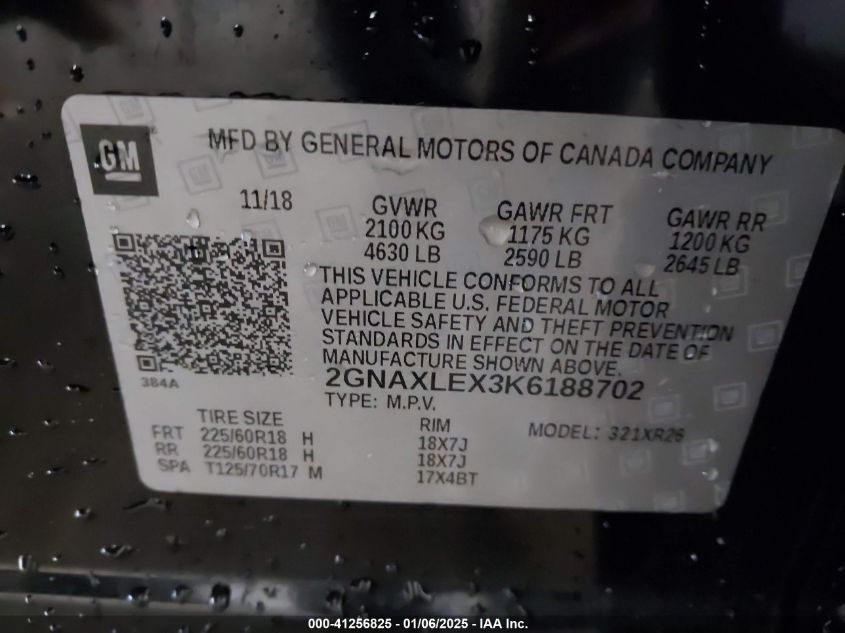 GM
MFD BY GENERAL MOTORS OF CANADA COMPANY
11/18
GVWR
2100 KG
4630 LB
GAWR FRT
1175 KG
2590 LB
GAWR RR
1200 KG
2645 LB
THIS VEHICLE CONFORMS TO ALL
APPLICABLE U.S. FEDERAL MOTOR
VEHICLE SAFETY AND THEFT PREVENTION
STANDARDS IN EFFECT ON THE DATE OF
MANUFACTURE SHOWN ABOVE.
2GNAXLEX3K6188702
TYPE: M.P.V.
384A
TIRE SIZE
FRT 225/60R18 H
RR 225/60R18 H
SPA T125/70R17 M
RIM
18X7J
18X7J
17X4BT
MODEL: 321XR26
000-41256825 - 01/06/2025 - IAA Inc.